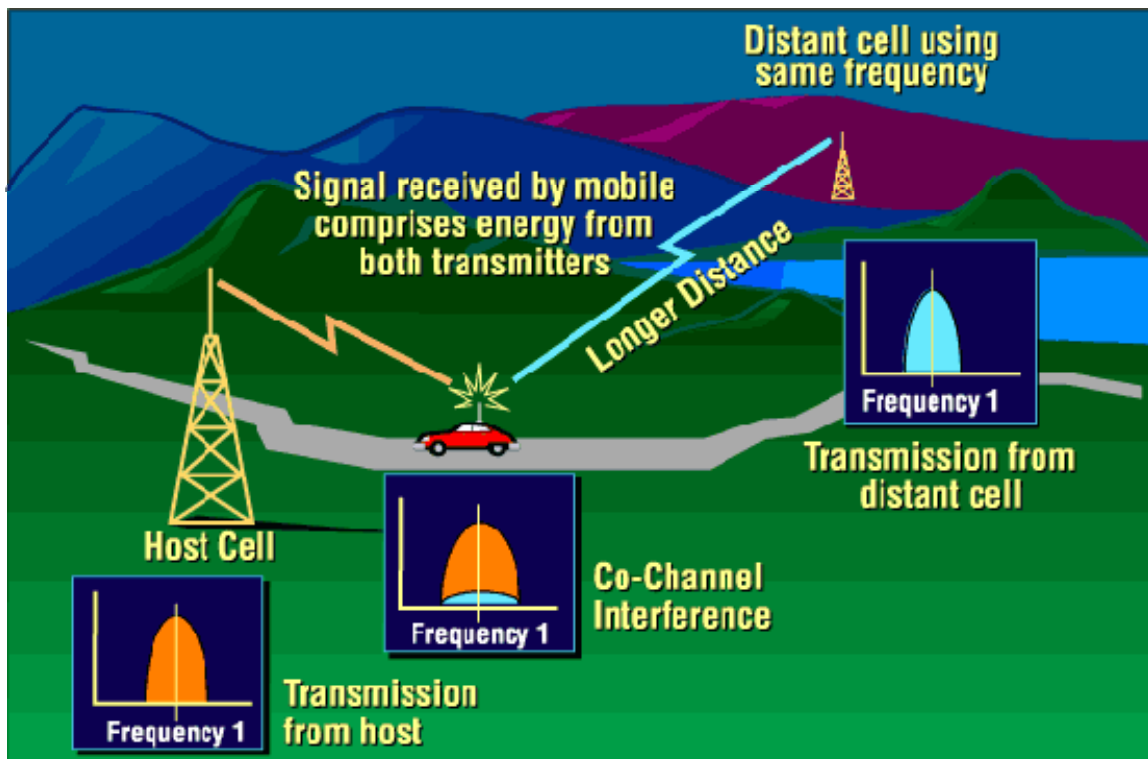 Distant cell using
same frequency
Signal received by mobile
comprises energy from
both transmitters
Longer Distance
Frequency 1
Transmission from
distant cell
Host Cell
Frequency 1
Co-Channel
Interference
Frequency 1
Transmission
from host